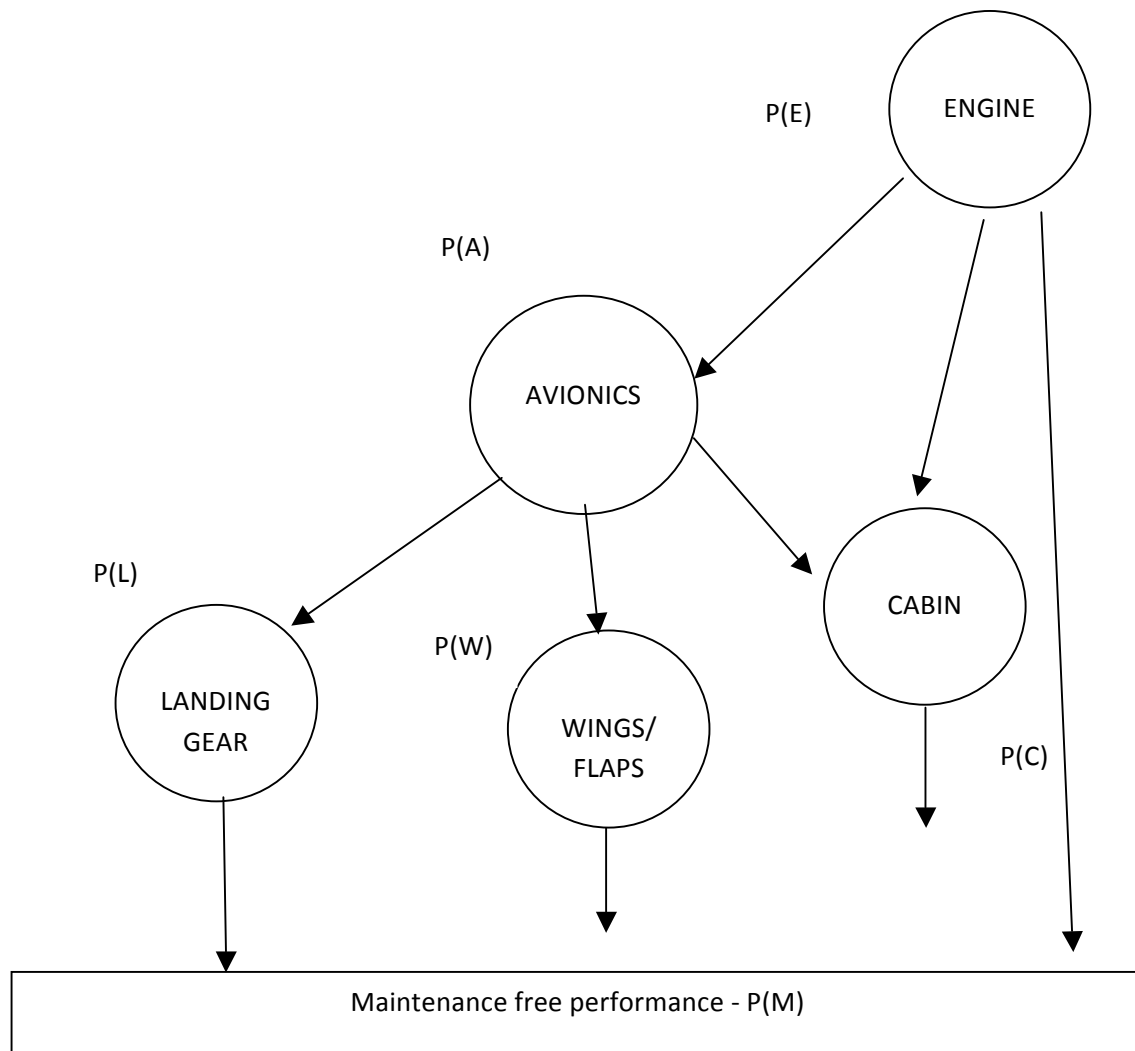 ENGINE
P(E)
P(A)
AVIONICS
P(L)
CABIN
P(W)
LANDING
GEAR
WINGS/
FLAPS
P(C)
Maintenance free performance - P(M)